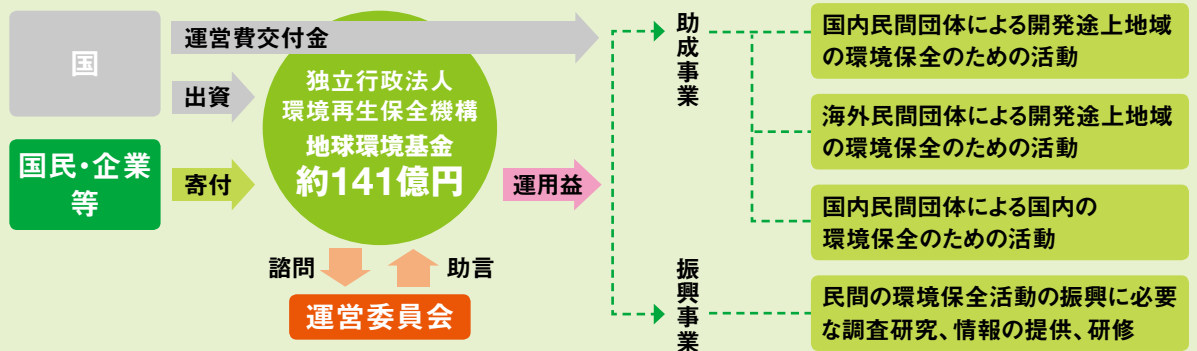 国
運営費交付金
出資
国民・企業
等
寄付
独立行政法人
環境再生保全機構
地球環境基金
約141億円
運用益
諮問
助言
運営委員会
助成事業
国内民間団体による開発途上地域
の環境保全のための活動
海外民間団体による開発途上地域
の環境保全のための活動
国内民間団体による国内の
環境保全のための活動
振興事業
民間の環境保全活動の振興に必要
な調査研究、情報の提供、研修